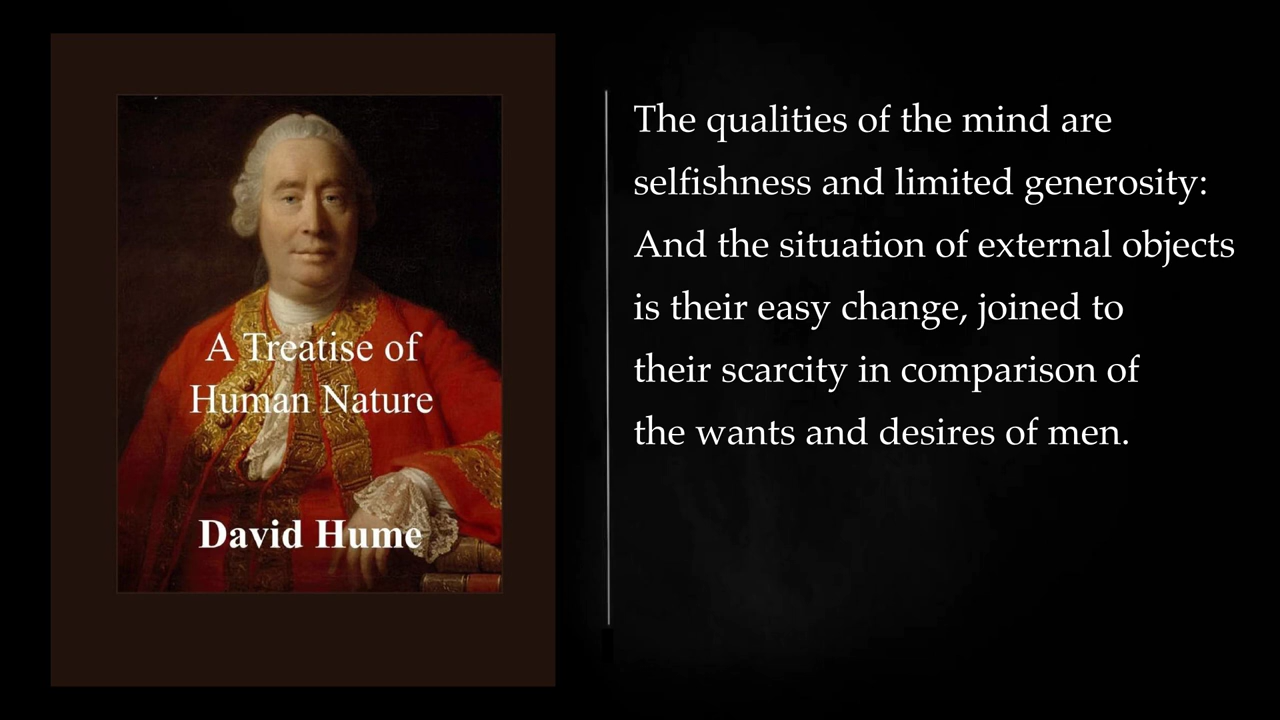 A Treatise of
Human Nature
David Hume
The qualities of the mind are
selfishness and limited generosity:
And the situation of external objects
is their easy change, joined to
their scarcity in comparison of
the wants and desires of men.